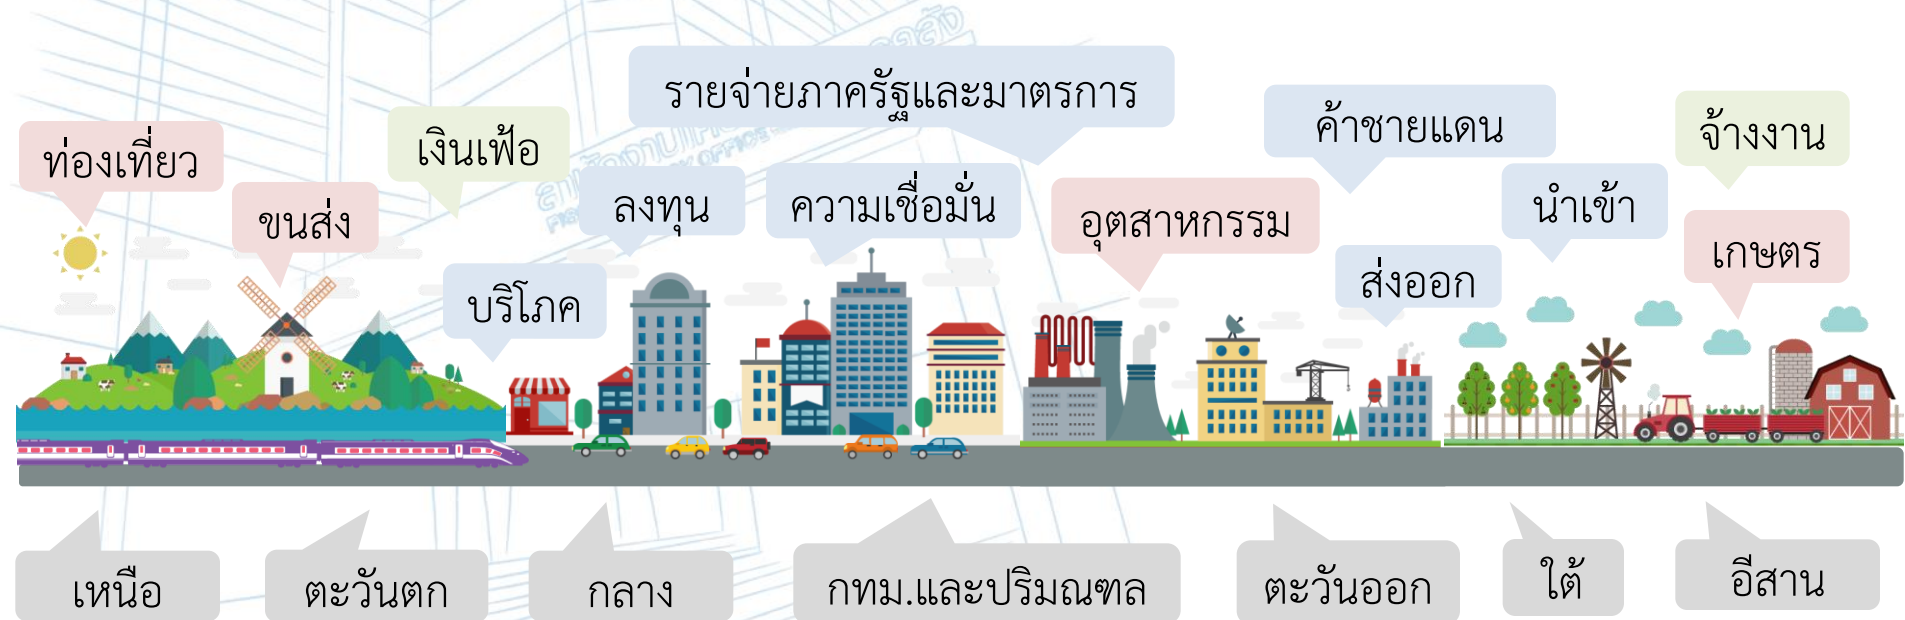 รายจ่ายภาครัฐและมาตรการ
ท่องเที่ยว
เงินเฟ้อ
ค้าชายแดน
จ้างงาน
ขนส่ง
ลงทุน
ความเชื่อมั่น
อุตสาหกรรม
นำเข้า
เกษตร
บริโภค
ส่งออก
เหนือ
ตะวันตก
กลาง
กทม.และปริมณฑล
ตะวันออก
ใต้
อีสาน